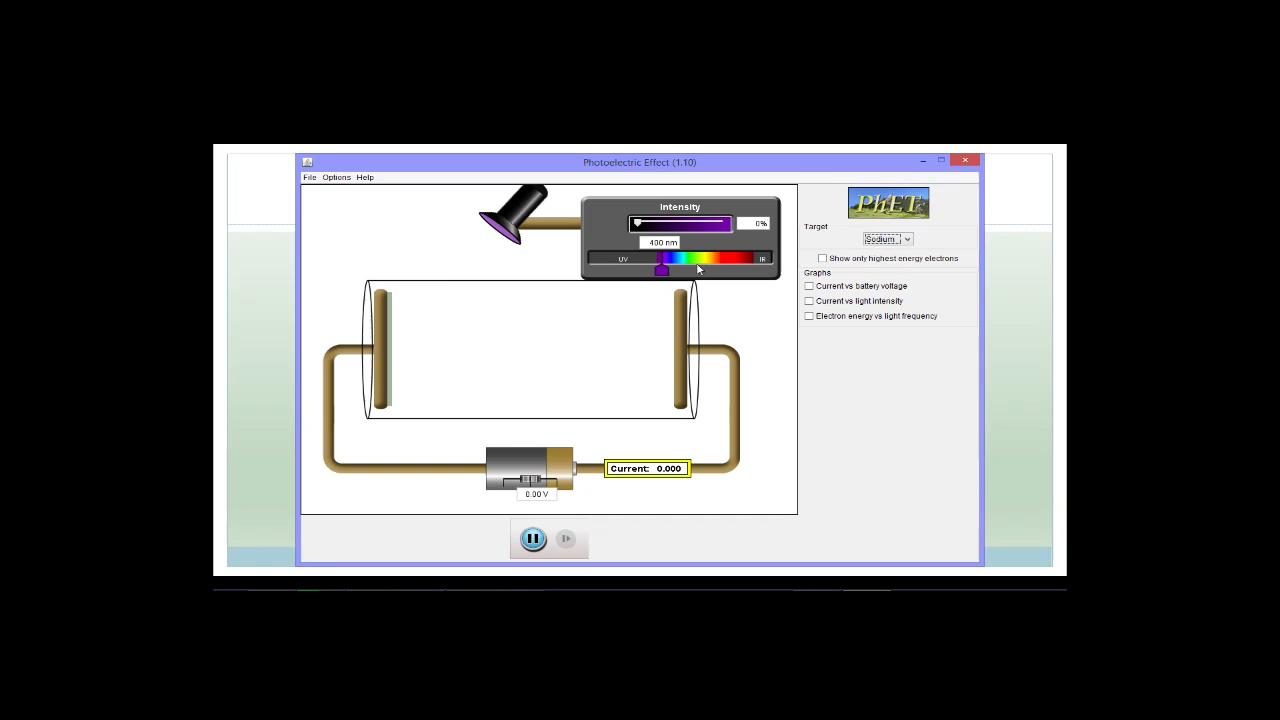 Photoelectric Effect (1.10)
File Options Help
Intensity
0%
400 nm
UV
IR
PhET
Target
Sodium
Show only highest energy electrons
Graphs
Current vs battery voltage
Current vs light intensity
Electron energy vs light frequency
Current: 0.000
0.00 V